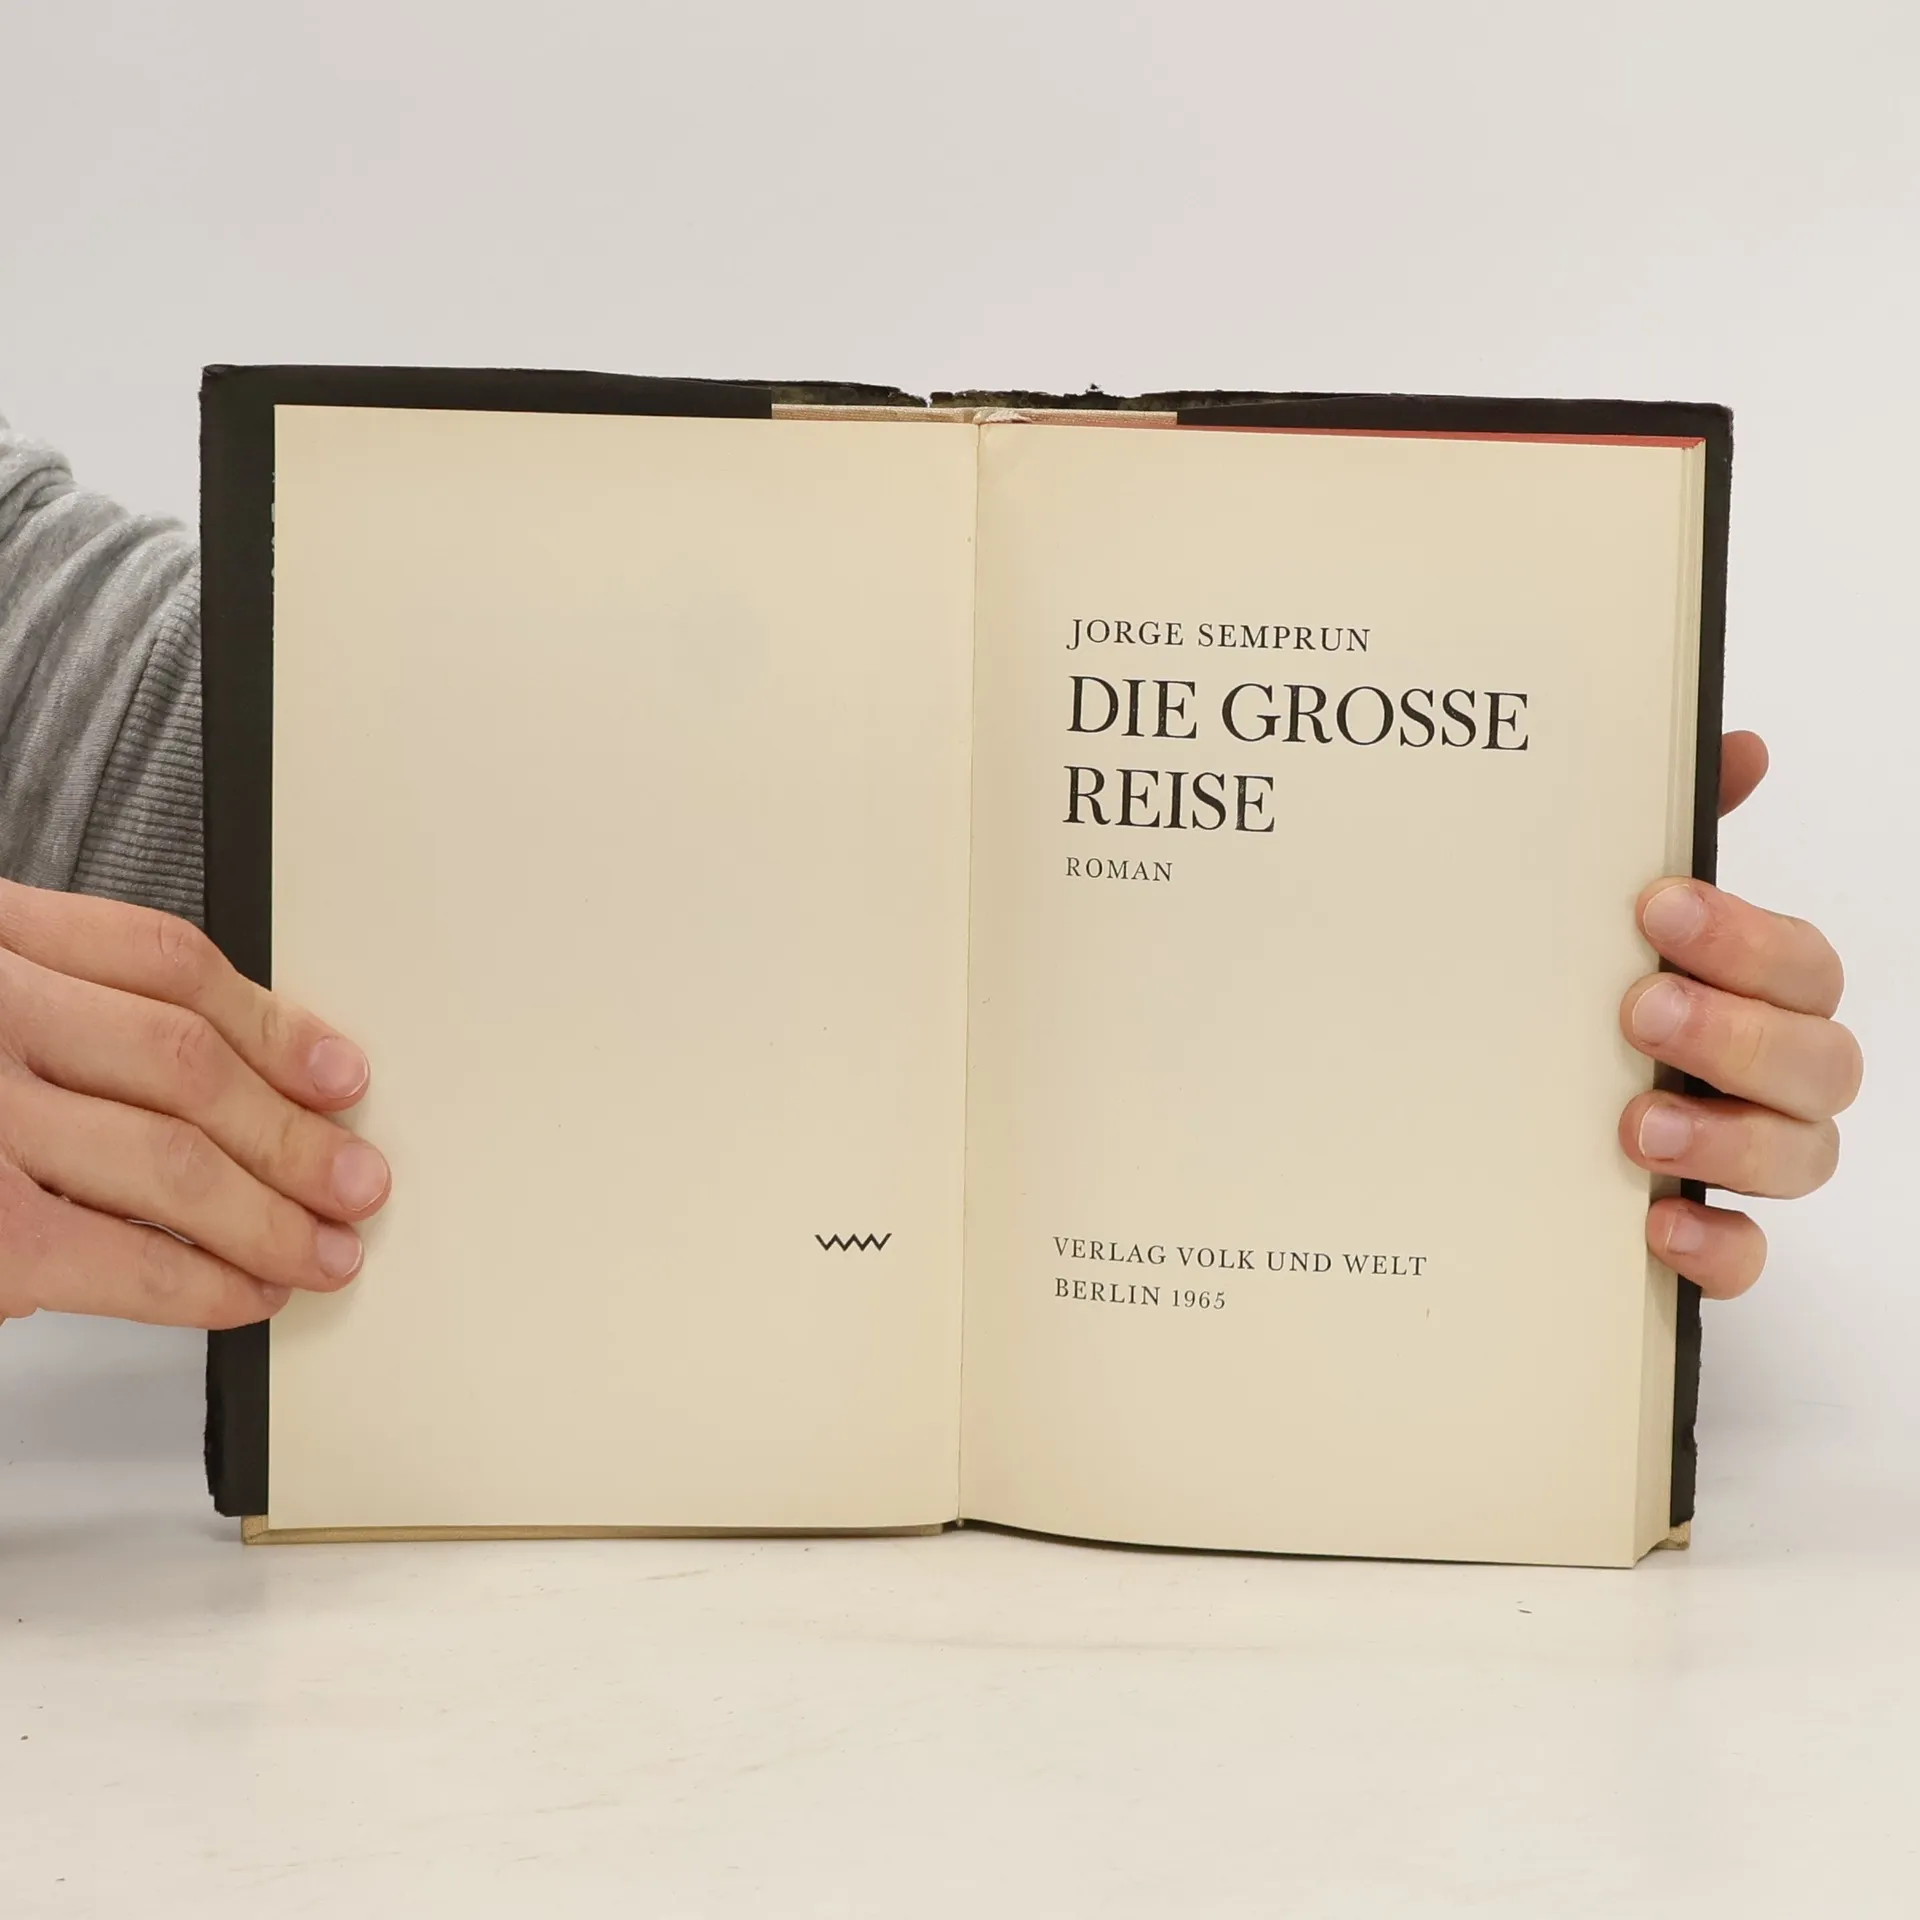 JORGE SEMPRUN
DIE GROSSE
REISE
ROMAN
VERLAG VOLK UND WELT
BERLIN 1965